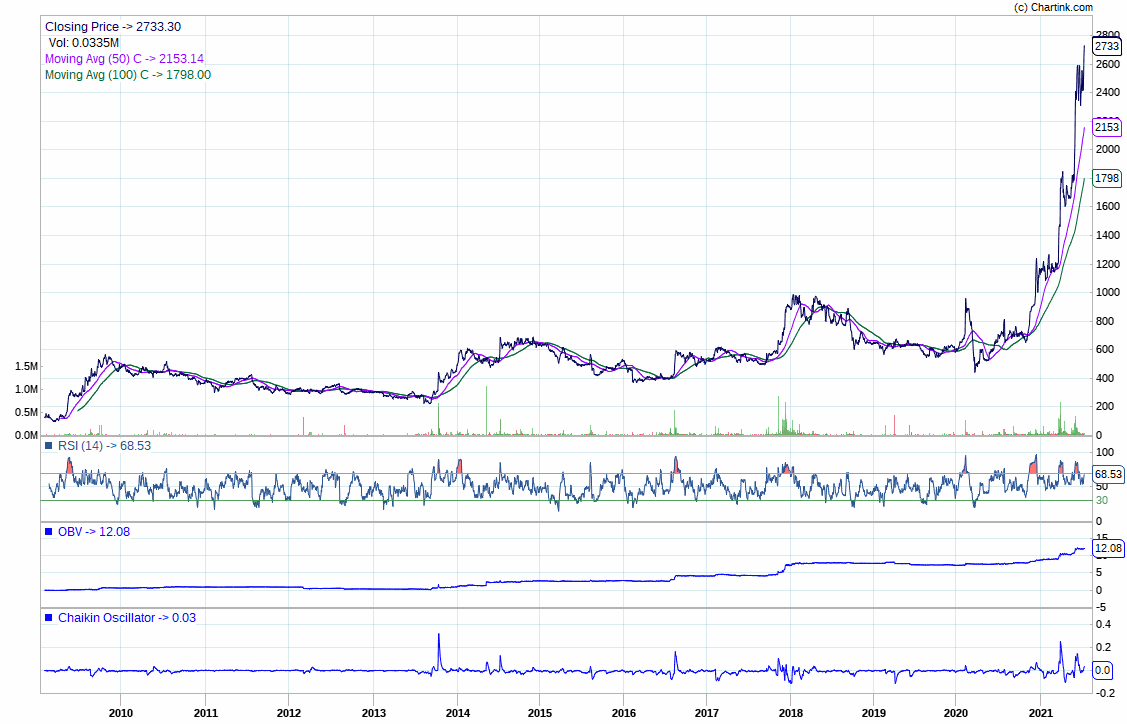 (c) Chartink.com
Closing Price -> 2733.30
Vol: 0.0335M
Moving Avg (50) C -> 2153.14
Moving Avg (100) C -> 1798.00
2800
2733
2600
2400
2153
2000
1798
1600
1400
1200
1000
800
600
400
200
0
1.5M
1.0M
0.5M
0.0M
RSI (14) -> 68.53
100
68.53
50
30
0
OBV -> 12.08
15
12.08
5
0
-5
Chaikin Oscillator -> 0.03
0.4
0.2
0.0
-0.2
2010 2011 2012 2013 2014 2015 2016 2017 2018 2019 2020 2021